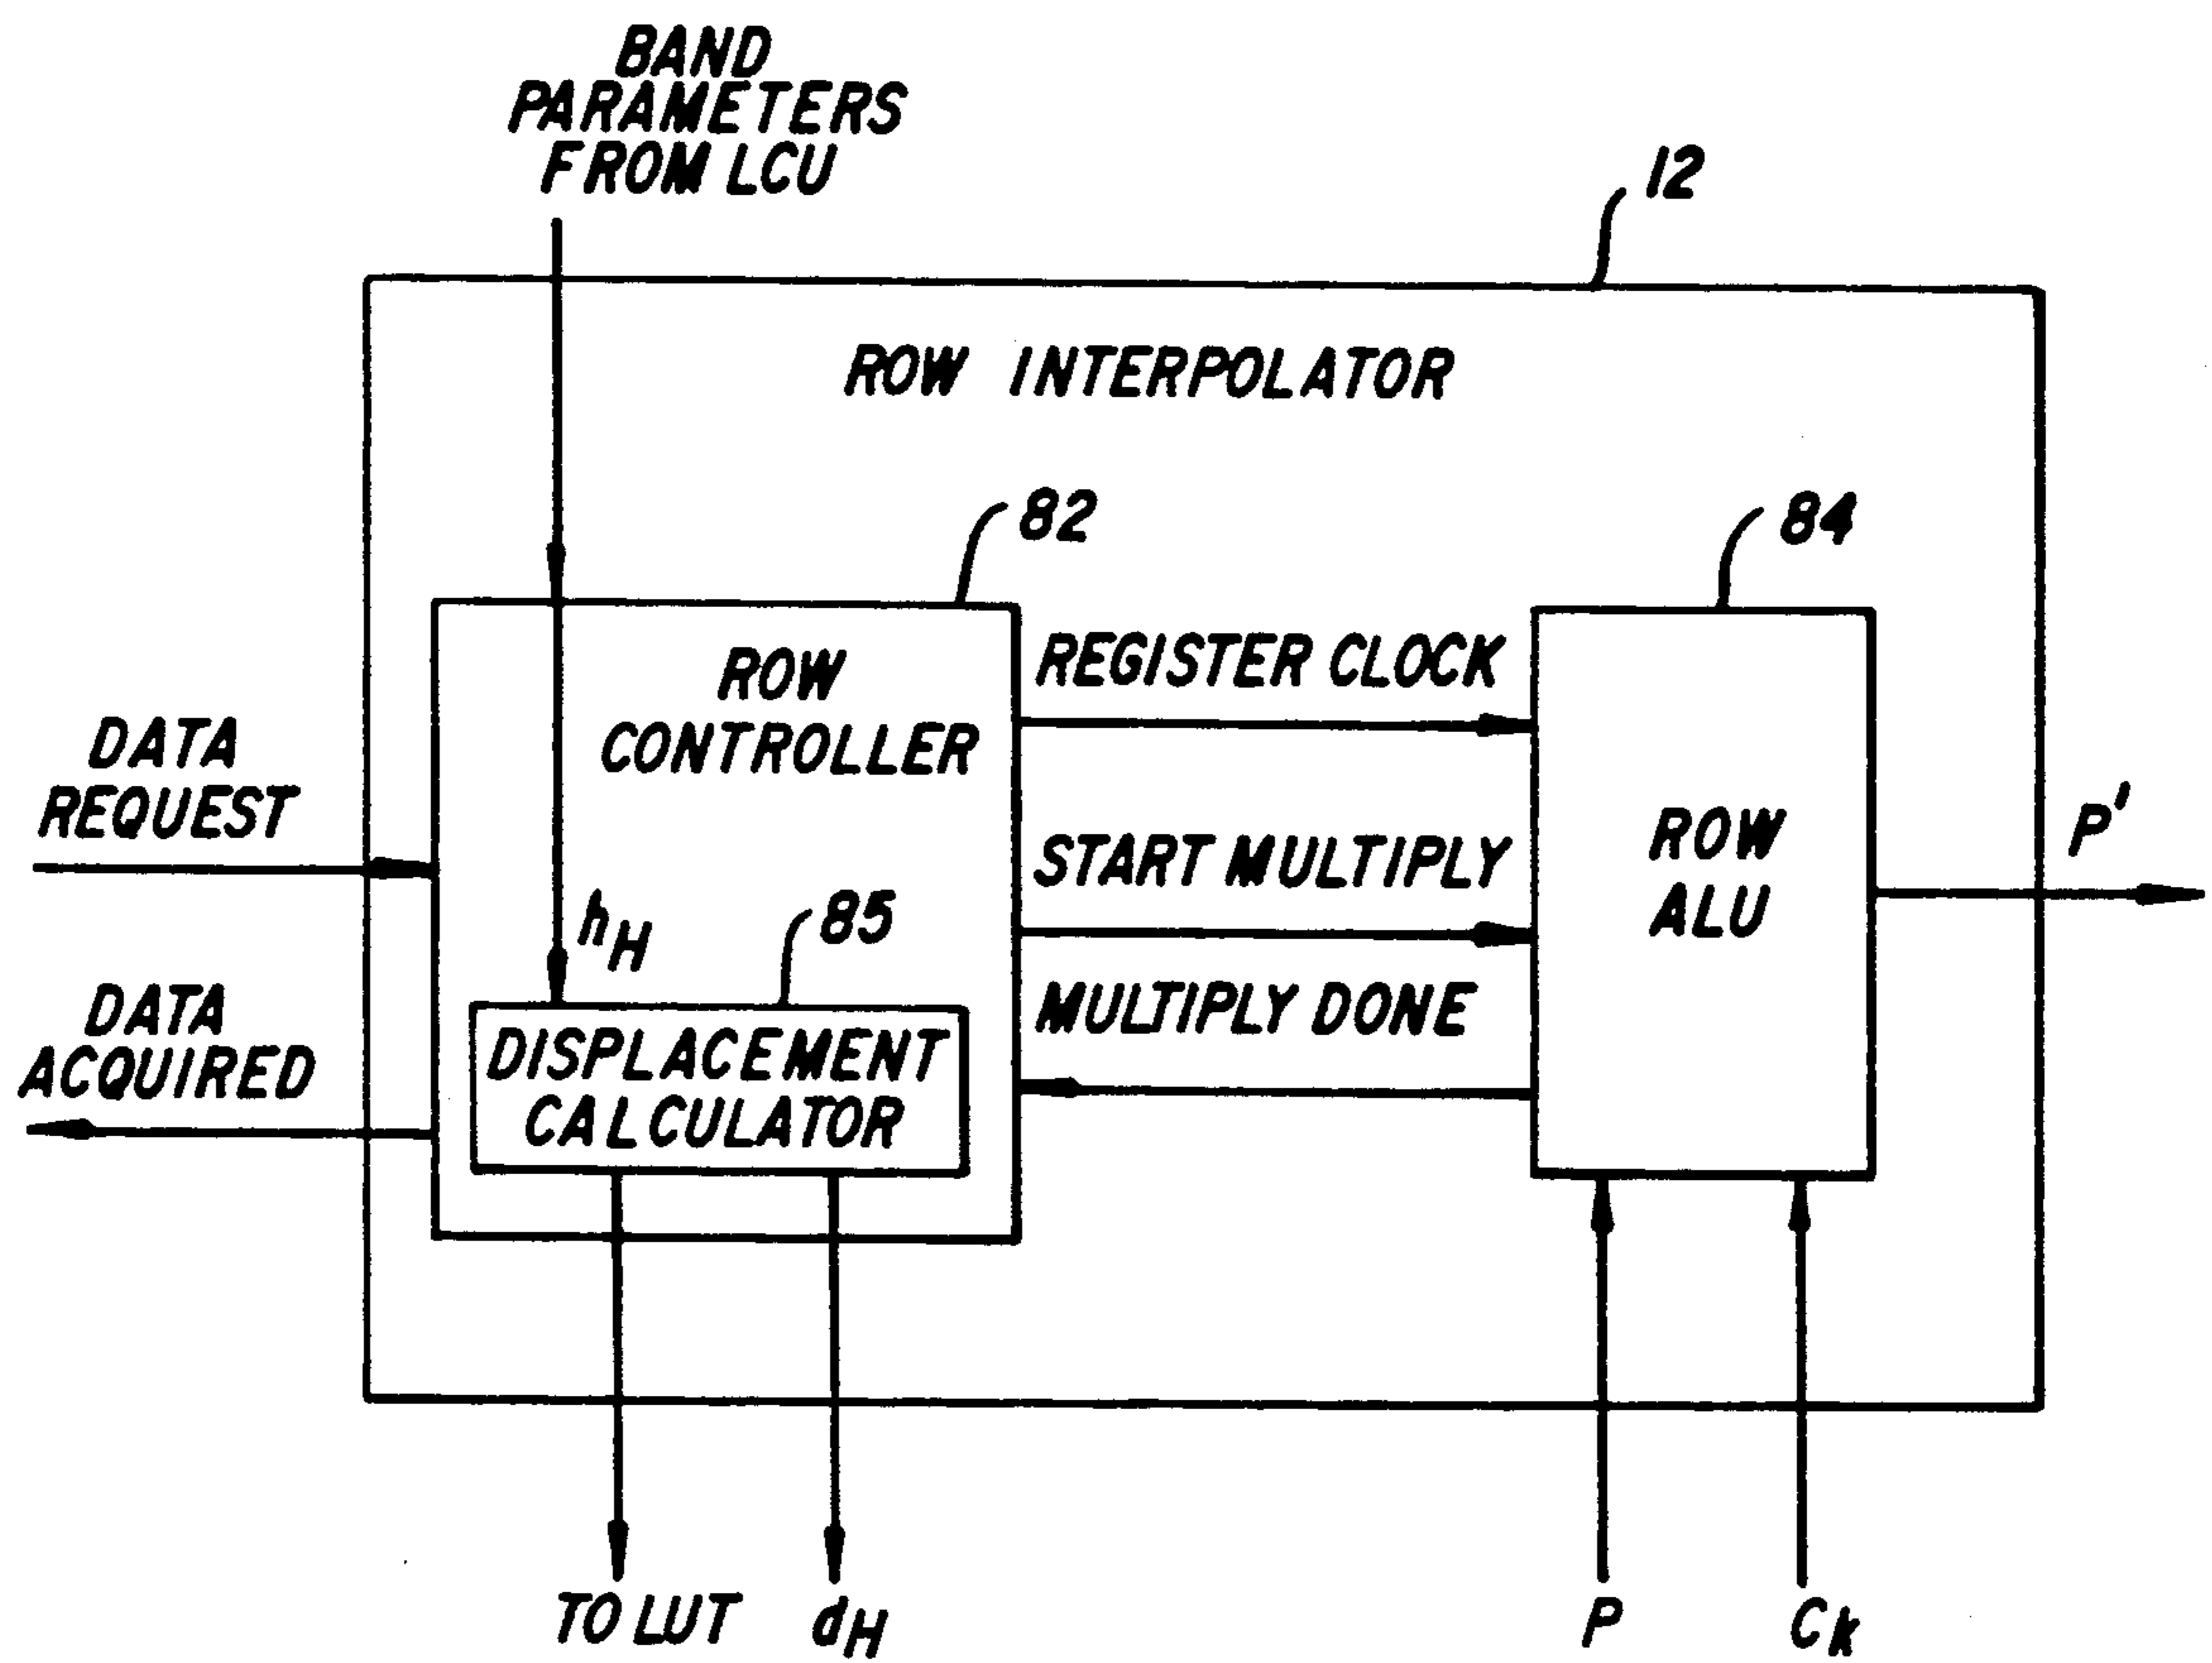 BAND
PARAMETERS
FROM LCU
12
ROW INTERPOLATOR
82
84
ROW
CONTROLLER
REGISTER CLOCK
DATA
REQUEST
START MULTIPLY
ROW
ALU
P'
hH
85
DATA
ACQUIRED
MULTIPLY DONE
DISPLACEMENT
CALCULATOR
TO LUT
dH
P
Ck